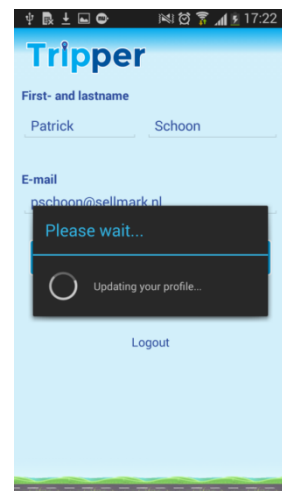 17:22
Tripper
First- and lastname
Patrick Schoon
E-mail
pschoon@sellmark.nl
Please wait...
Updating your profile...
Logout